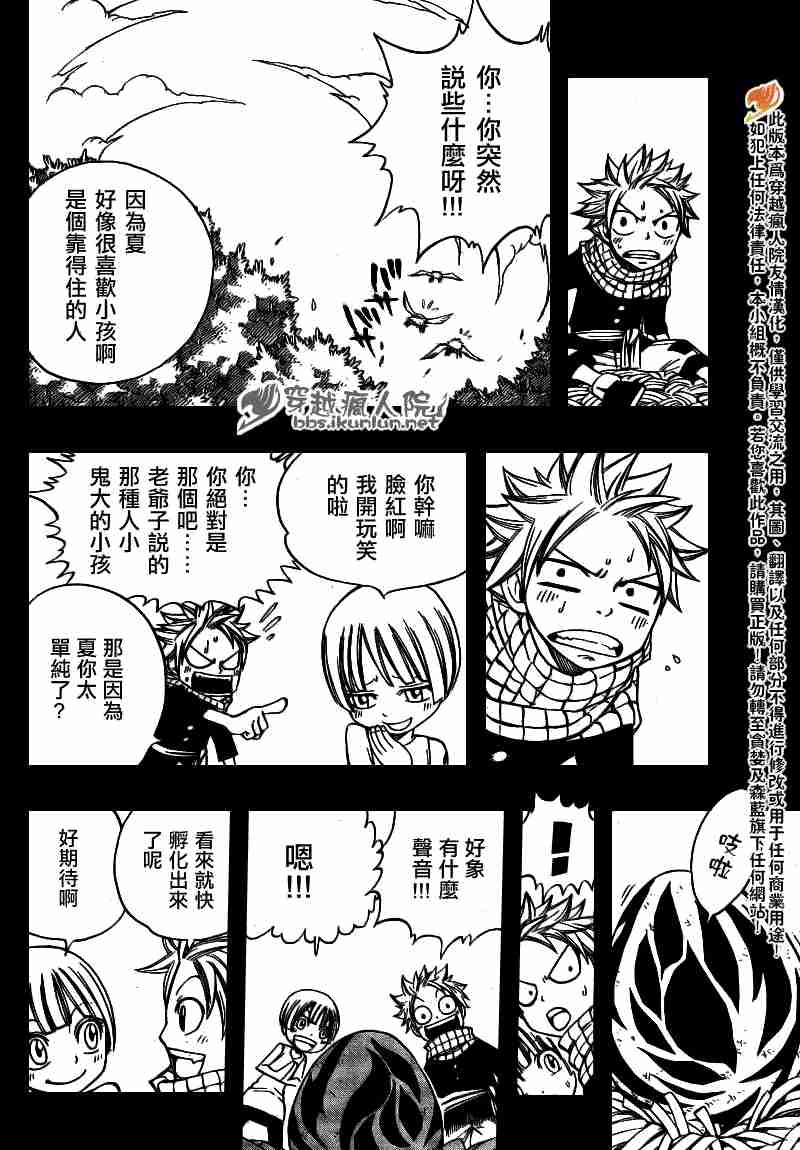 你…你突然
説些什麼呀!!!
因為夏
好像很喜歡小孩啊
是個靠得住的人
穿越瘋人院
bbs.ikunlun.net
你幹嘛
臉紅啊
我開玩笑
的啦
你…
你絕對是
那個吧……
老爺子說的
那種人小
鬼大的小孩
那是因為
夏你太
單純了？
吱啦
!
好象
有什麼
聲音!!!
嗯!!!
看來就快
孵化出來
了呢
好期待啊
此版本爲穿越瘋人院友情漢化，僅供學習交流之用，其圖、翻譯以及任何部分不得進行修改或用于任何商業用途！
如犯上任何法律責任，本小組概不負責。若您喜歡此作品，請購買正版！請勿轉至貪婪及森藍旗下任何網站！